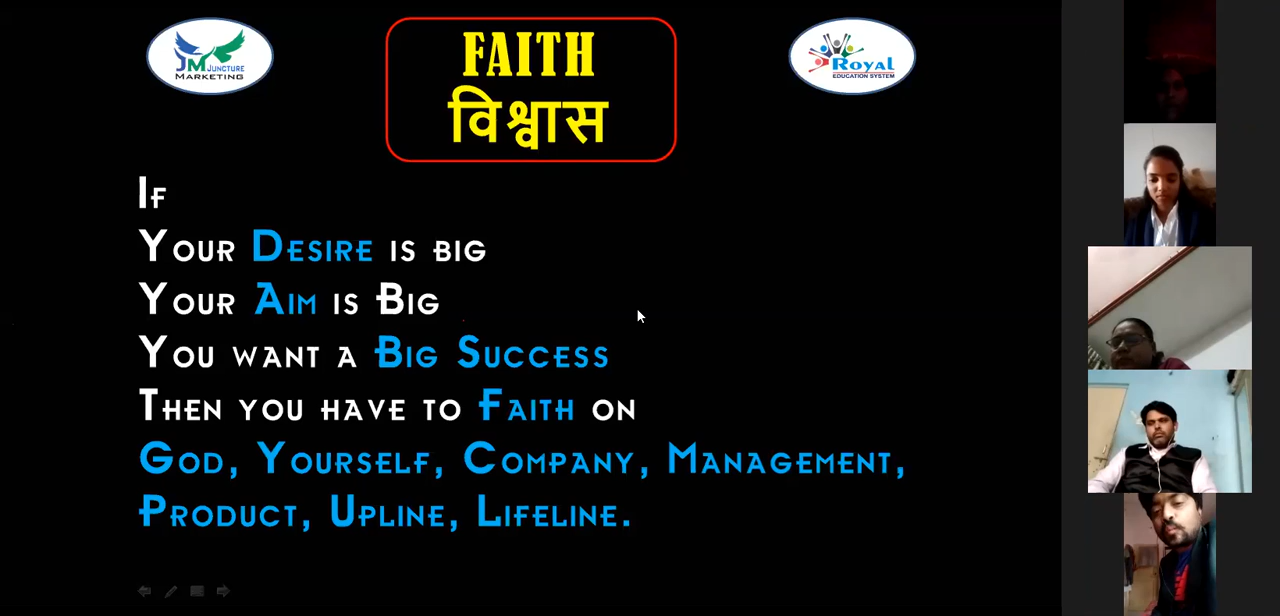 JM JUNCTURE
MARKETING
FAITH
विश्वास
Royal
EDUCATION SYSTEM
If
Your Desire is big
Your Aim is Big
You want a Big Success
Then you have to Faith on
God, Yourself, Company, Management,
Product, Upline, Lifeline.